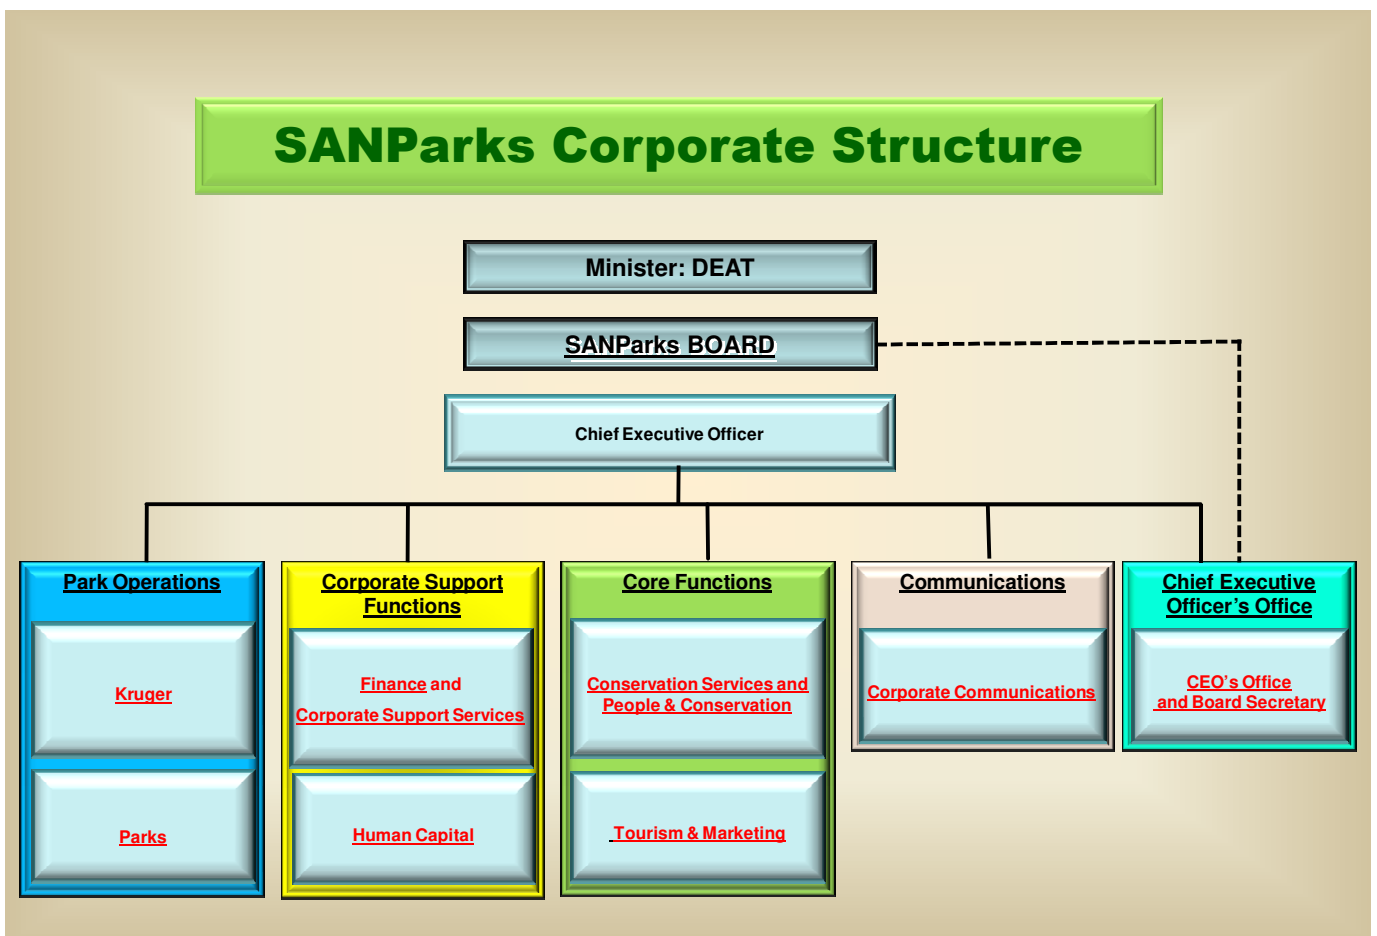 SANParks Corporate Structure
Minister: DEAT
SANParks BOARD
Chief Executive Officer
Park Operations
Kruger
Parks
Corporate Support
Functions
Finance and
Corporate Support Services
Human Capital
Core Functions
Conservation Services and
People & Conservation
Tourism & Marketing
Communications
Corporate Communications
Chief Executive
Officer’s Office
CEO’s Office
and Board Secretary